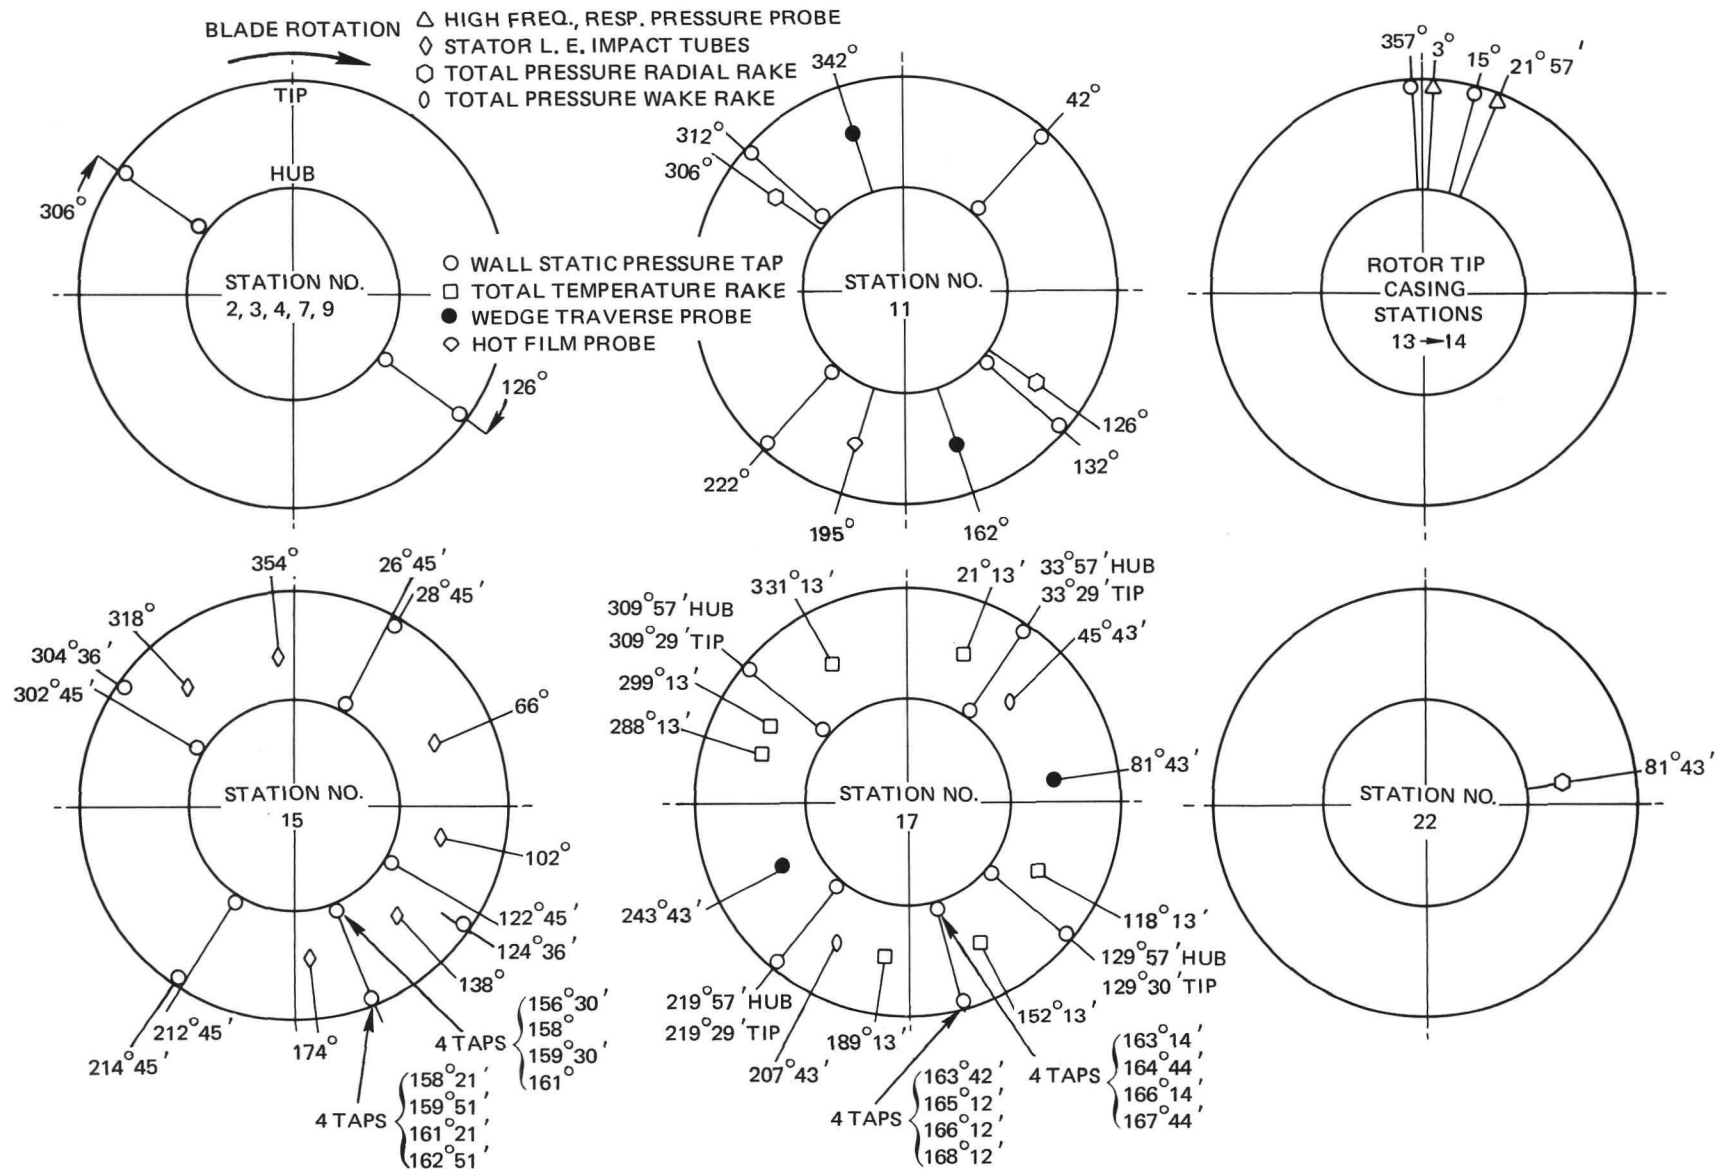 BLADE ROTATION
HIGH FREQ., RESP. PRESSURE PROBE
STATOR L. E. IMPACT TUBES
TOTAL PRESSURE RADIAL RAKE
TOTAL PRESSURE WAKE RAKE
TIP
HUB
306°
STATION NO.
2, 3, 4, 7, 9
126°
WALL STATIC PRESSURE TAP
TOTAL TEMPERATURE RAKE
WEDGE TRAVERSE PROBE
HOT FILM PROBE
342°
42°
312°
306°
STATION NO.
11
126°
132°
222°
195°
162°
357°
3°
15°
21°57′
ROTOR TIP
CASING
STATIONS
13→14
354°
26°45′
28°45′
318°
304°36′
302°45′
66°
STATION NO.
15
102°
122°45′
124°36′
138°
212°45′
214°45′
174°
4 TAPS
156°30′
158°
159°30′
161°
4 TAPS
158°21′
159°51′
161°21′
162°51′
331°13′
21°13′
33°57′HUB
33°29′TIP
309°57′HUB
309°29′TIP
45°43′
299°13′
288°13′
81°43′
STATION NO.
17
243°43′
118°13′
129°57′HUB
129°30′TIP
219°57′HUB
219°29′TIP
189°13′
152°13′
207°43′
4 TAPS
163°14′
164°44′
166°14′
167°44′
4 TAPS
163°42′
165°12′
166°12′
168°12′
81°43′
STATION NO.
22